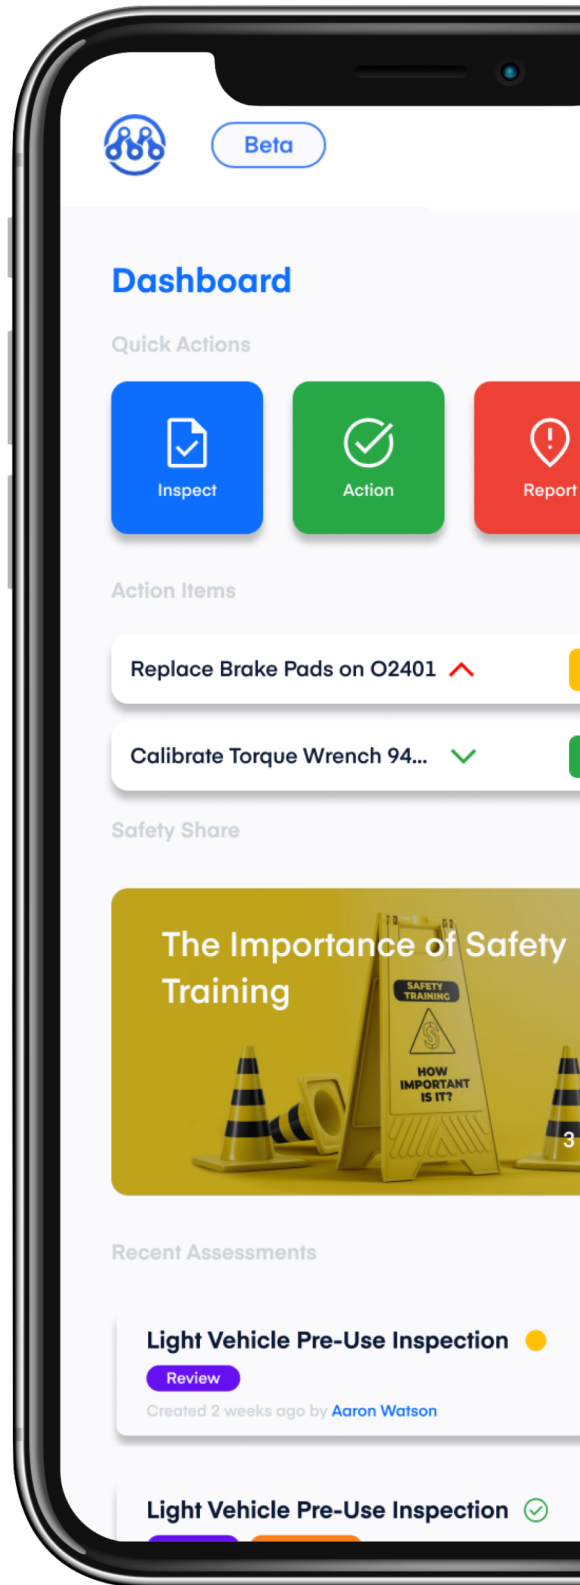 Beta
Dashboard
Quick Actions
Inspect
Action
Report
Action Items
Replace Brake Pads on O2401
Calibrate Torque Wrench 94...
Safety Share
The Importance of Safety
Training
SAFETY
TRAINING
HOW
IMPORTANT
IS IT?
3
Recent Assessments
Light Vehicle Pre-Use Inspection
Review
Created 2 weeks ago by Aaron Watson
Light Vehicle Pre-Use Inspection